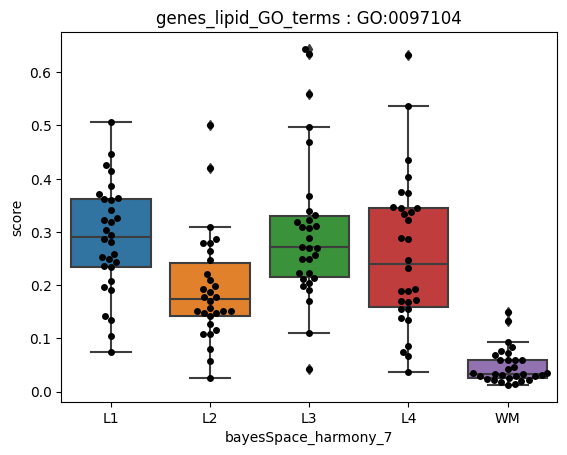 genes_lipid_GO_terms : GO:0097104
0.6
0.5
0.4
0.3
0.2
0.1
0.0
score
L1 L2 L3 L4 WM
bayesSpace_harmony_7